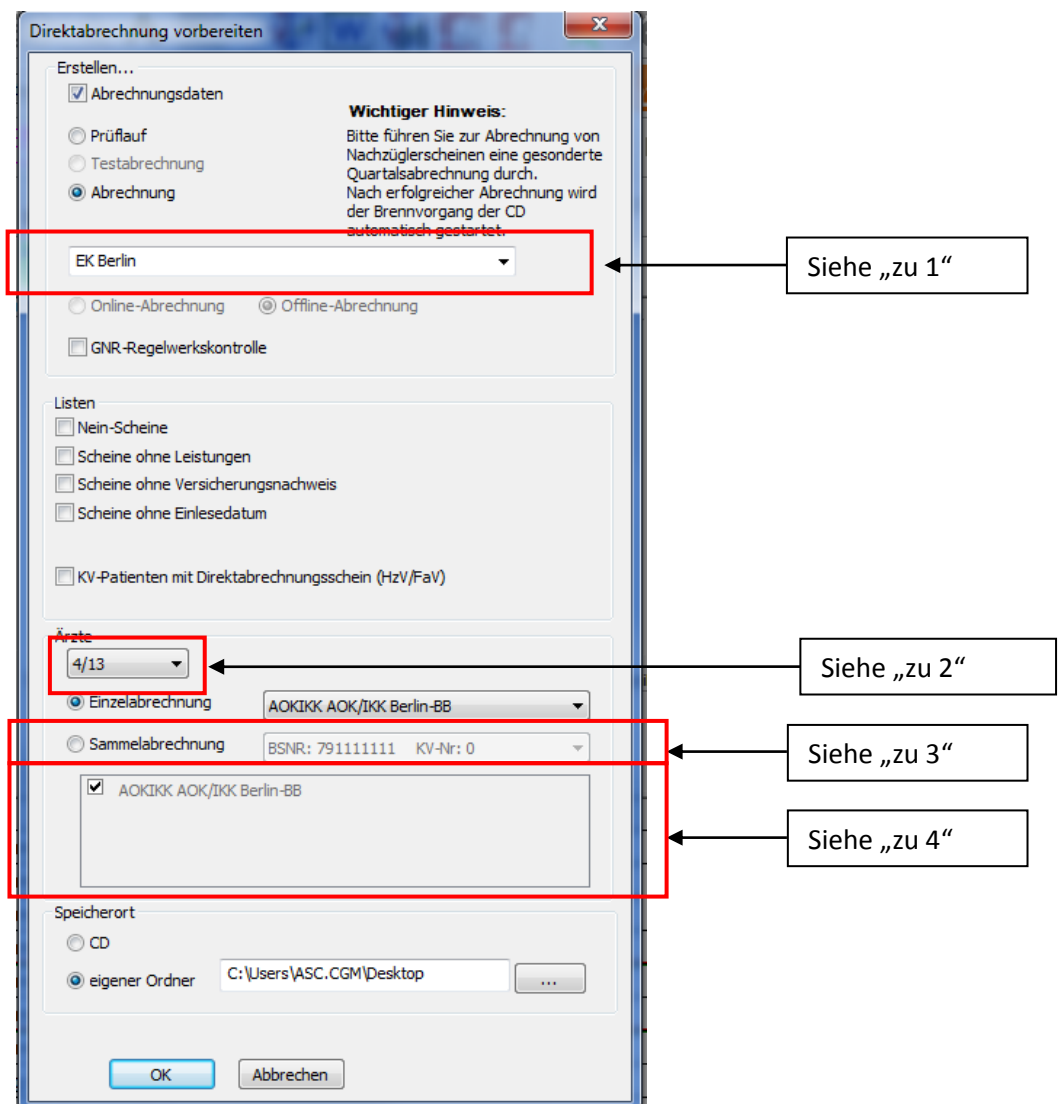 Direktabrechnung vorbereiten
Erstellen...
Abrechnungsdaten
Wichtiger Hinweis:
Prüflauf
Testabrechnung
Abrechnung
Bitte führen Sie zur Abrechnung von
Nachzüglerscheinen eine gesonderte
Quartalsabrechnung durch.
Nach erfolgreicher Abrechnung wird
der Brennvorgang der CD
automatisch gestartet.
EK Berlin
Siehe „zu 1“
Online-Abrechnung Offline-Abrechnung
GNR-Regelwerkskontrolle
Listen
Nein-Scheine
Scheine ohne Leistungen
Scheine ohne Versicherungsnachweis
Scheine ohne Einlesedatum
KV-Patienten mit Direktabrechnungsschein (HzV/FaV)
Ärzte
4/13
Siehe „zu 2“
Einzelabrechnung AOKIKK AOK/IKK Berlin-BB
Sammelabrechnung BSNR: 791111111 KV-Nr: 0
Siehe „zu 3“
AOKIKK AOK/IKK Berlin-BB
Siehe „zu 4“
Speicherort
CD
eigener Ordner C:\Users\ASC.CGM\Desktop ...
OK Abbrechen